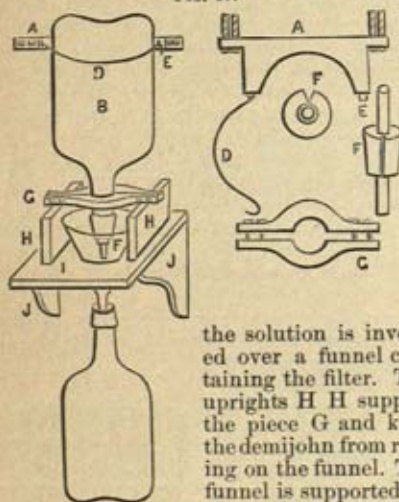 A
A
D
E
B
F
E
D
F
G
H
H
F
G
I
J
J
the solution is inve
ed over a funnel c
taining the filter. T
uprights H H supp
the piece G and k
the demijohn from r
ing on the funnel. T
funnel is supported